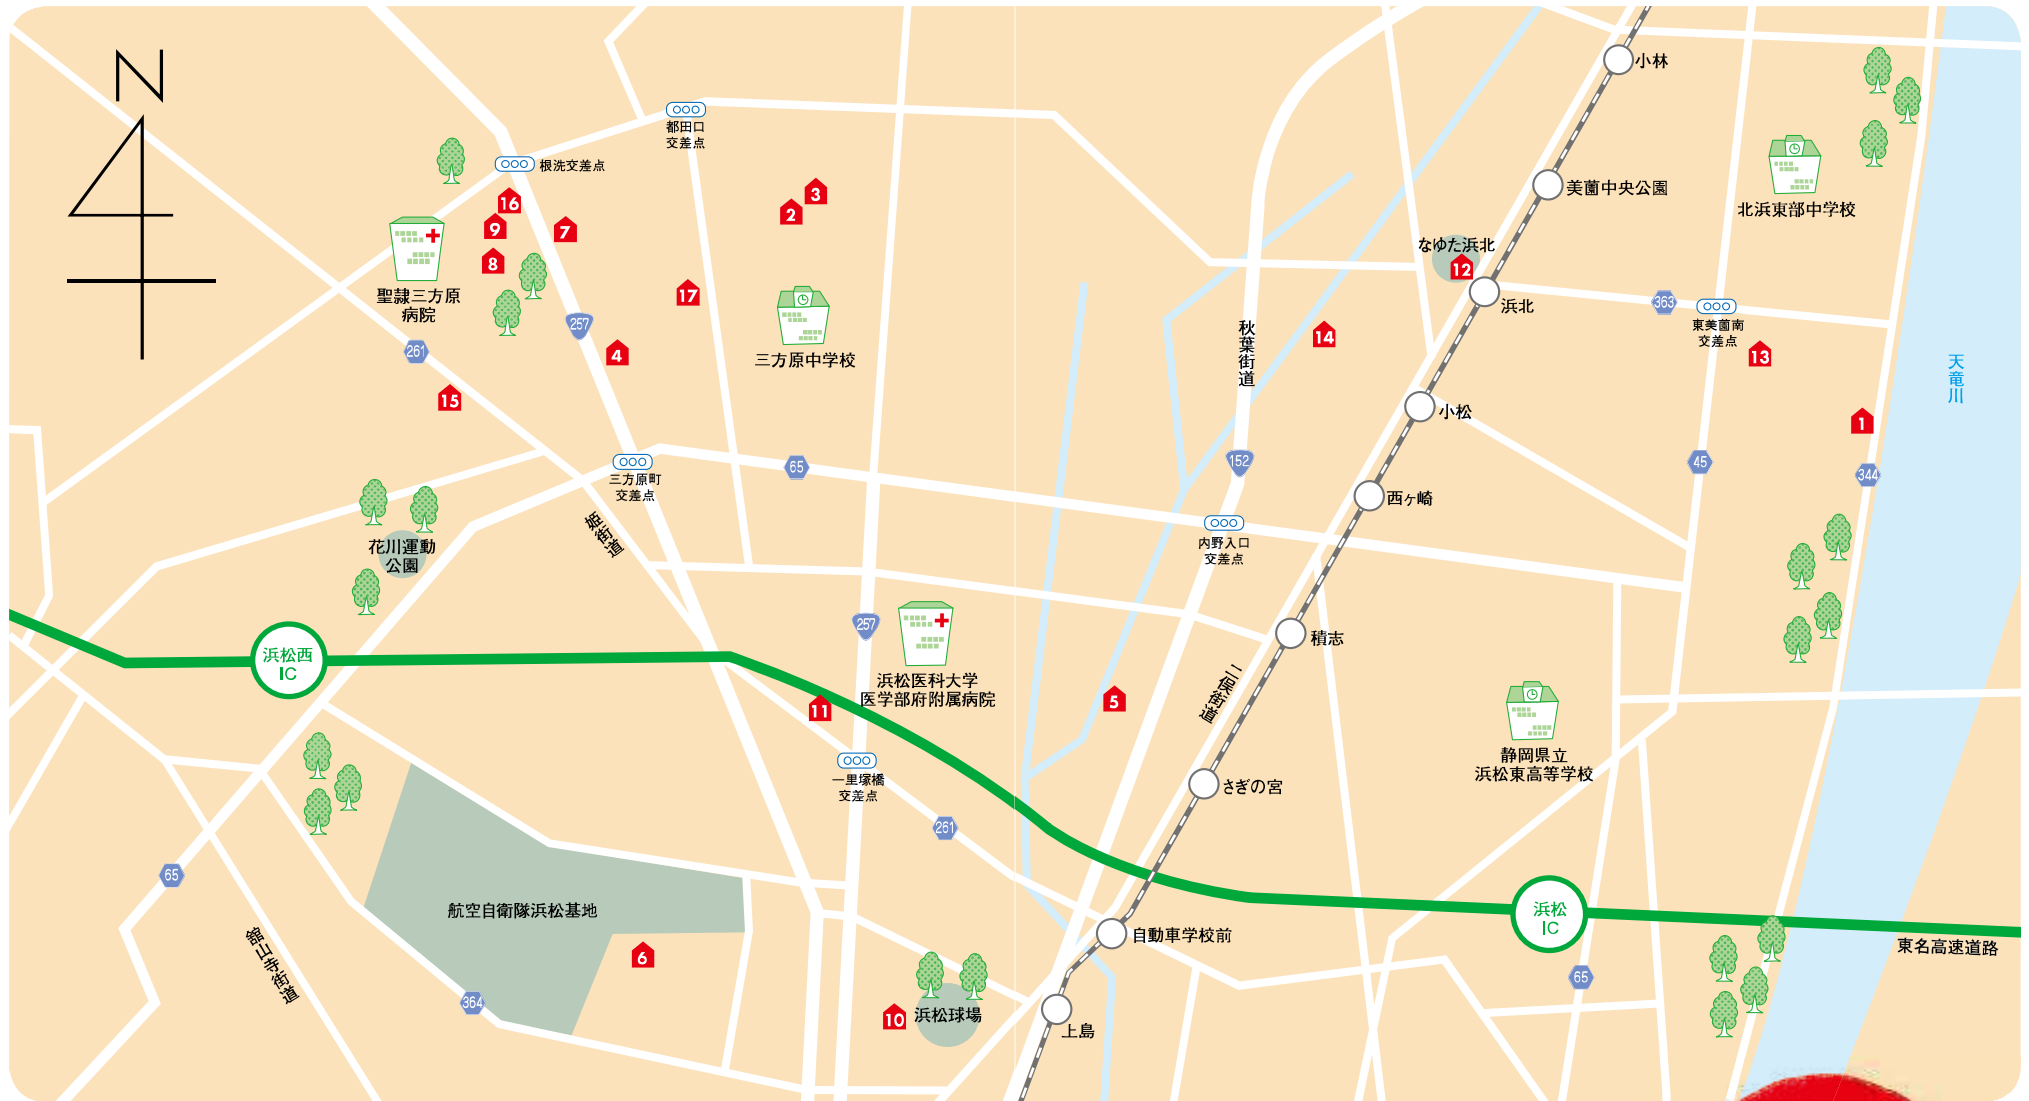 N
小林
都田口
交差点
根洗交差点
美薗中央公園
北浜東部中学校
3
2
16
9
7
8
なゆた浜北
12
浜北
聖隷三方原
病院
17
257
363
東美薗南
交差点
261
4
三方原中学校
秋葉街道
14
13
天竜川
15
小松
1
三方原町
交差点
65
152
45
344
西ヶ崎
姫街道
内野入口
交差点
花川運動
公園
257
積志
浜松西
IC
浜松医科大学
医学部府附属病院
11
5
二俣街道
静岡県立
浜松東高等学校
一里塚橋
交差点
さぎの宮
261
65
航空自衛隊浜松基地
浜松
IC
舘山寺街道
6
自動車学校前
東名高速道路
364
65
10
浜松球場
上島